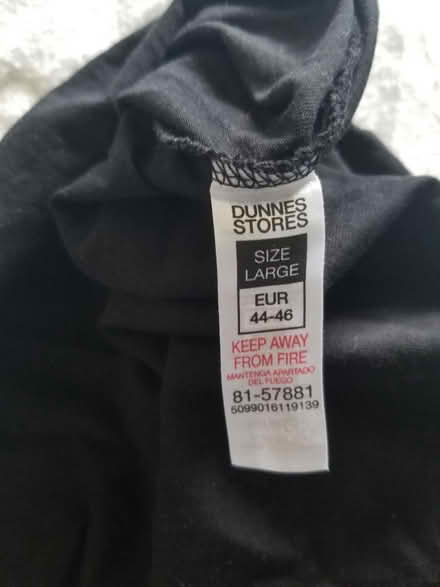 DUNNES
STORES
SIZE
LARGE
EUR
44-46
KEEP AWAY
FROM FIRE
MANTENGA APARTADO
DEL FUEGO
81-57881
5099016119139